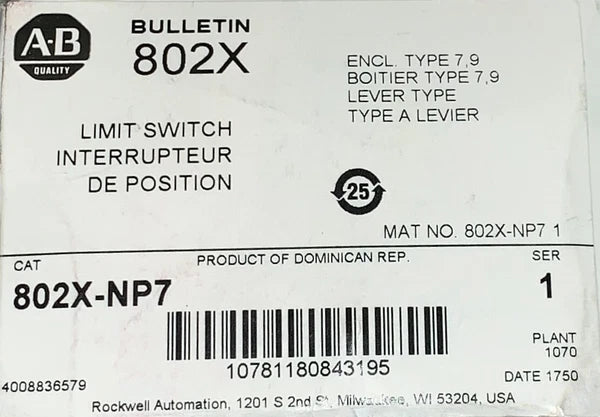 A-B
QUALITY
BULLETIN
802X
ENCL. TYPE 7,9
BOITIER TYPE 7,9
LEVER TYPE
TYPE A LEVIER
LIMIT SWITCH
INTERRUPTEUR
DE POSITION
25
MAT NO. 802X-NP7 1
CAT
PRODUCT OF DOMINICAN REP.
SER
802X-NP7
1
10781180843195
PLANT
1070
4008836579
DATE 1750
Rockwell Automation, 1201 S 2nd St. Milwaukee, WI 53204, USA